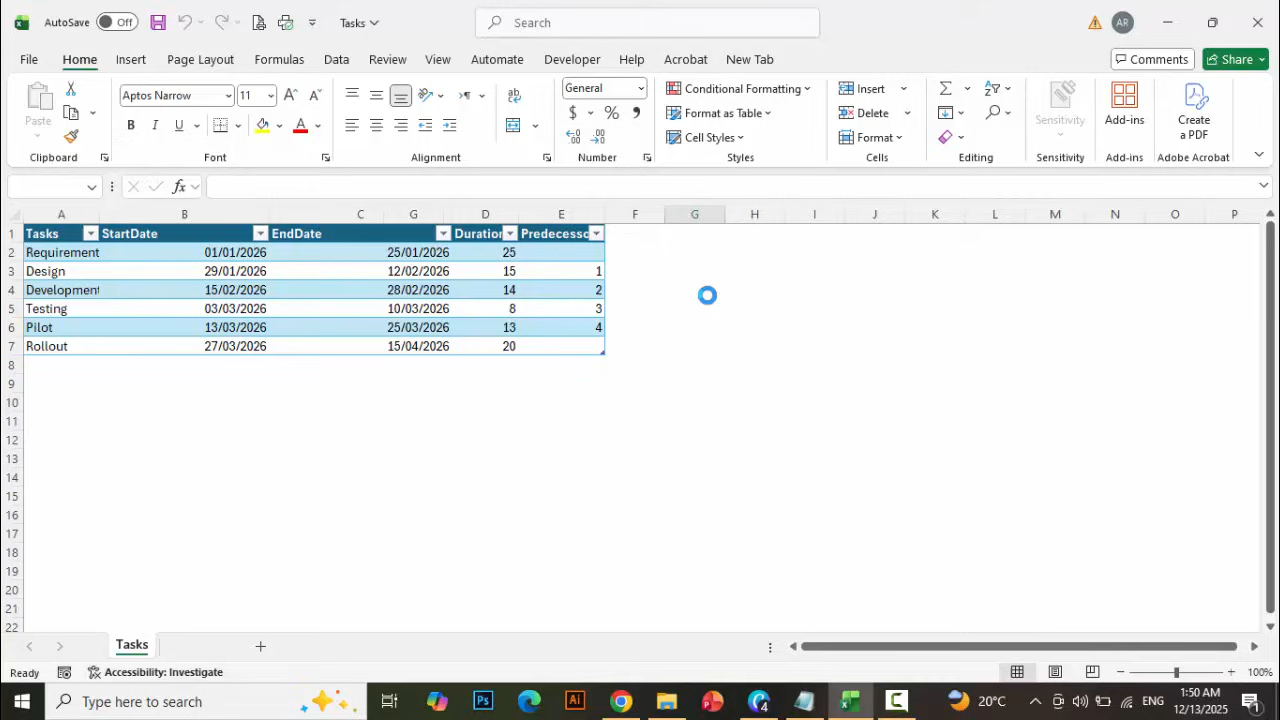 AutoSave Off Tasks Search AR
File Home Insert Page Layout Formulas Data Review View Automate Developer Help Acrobat New Tab Comments Share
Paste Aptos Narrow 11 General Conditional Formatting Insert Sensitivity Add-ins Create
B I U A $ % , Format as Table Delete a PDF
Cell Styles Format
Clipboard Font Alignment Number Styles Cells Editing Sensitivity Add-ins Adobe Acrobat
fx
A B C G D E F G H I J K L M N O P
1 Tasks StartDate EndDate Duration Predecesso
2 Requirement 01/01/2026 25/01/2026 25
3 Design 29/01/2026 12/02/2026 15 1
4 Development 15/02/2026 28/02/2026 14 2
5 Testing 03/03/2026 10/03/2026 8 3
6 Pilot 13/03/2026 25/03/2026 13 4
7 Rollout 27/03/2026 15/04/2026 20
8
9
10
11
12
13
14
15
16
17
18
19
20
21
22
Tasks
Ready Accessibility: Investigate 100%
Type here to search Ps Ai 4 20°C ENG 1:50 AM
12/13/2025 1